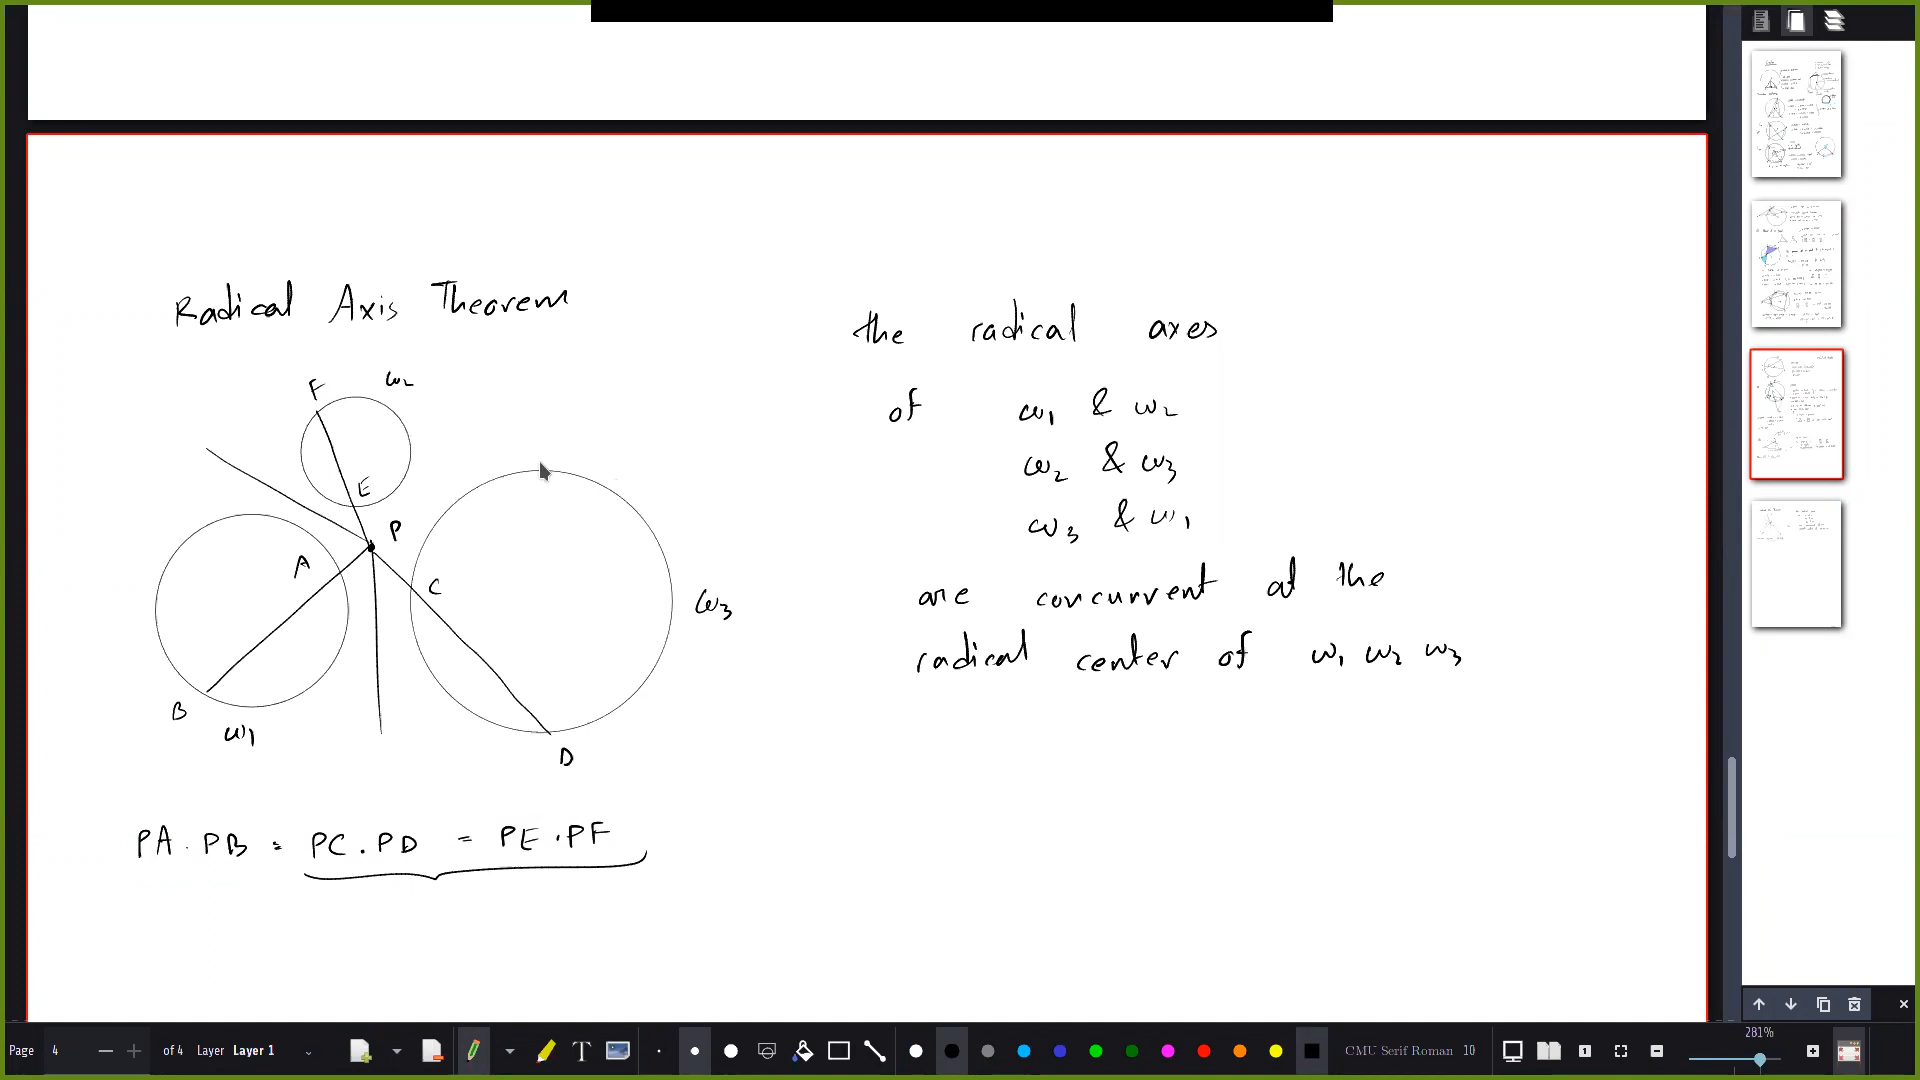 Radical Axis Theorem
the radical axes
of ω1 & ω2
ω2 & ω3
ω3 & ω1
are concurrent at the
radical center of ω1 ω2 ω3
F
ω2
E
P
A
C
ω3
B
ω1
D
PA . PB = PC . PD = PE . PF
281%
Page 4 of 4 Layer Layer 1
CMU Serif Roman 10